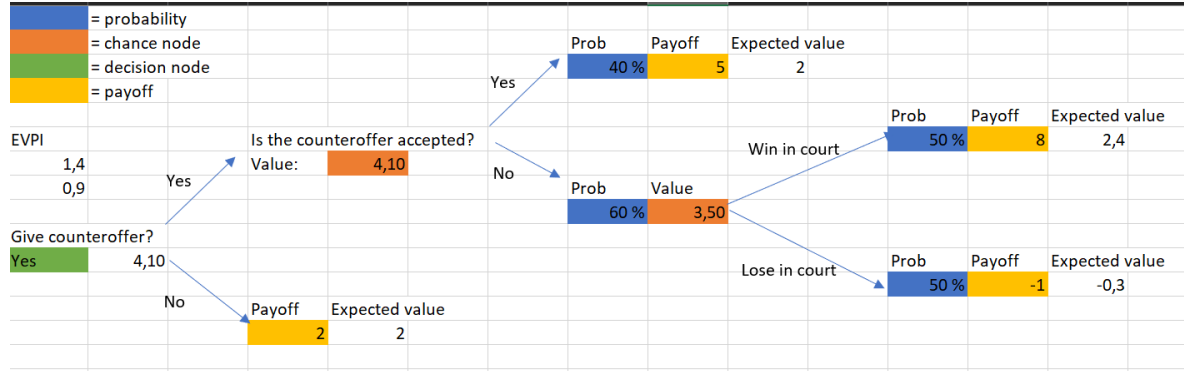 = probability
= chance node
= decision node
= payoff
Prob Payoff Expected value
40 % 5 2
Yes
Prob Payoff Expected value
50 % 8 2,4
Win in court
EVPI
1,4
0,9
Is the counteroffer accepted?
Value: 4,10
Yes
No
Prob Value
60 % 3,50
Give counteroffer?
Yes 4,10
No
Lose in court
Prob Payoff Expected value
50 % -1 -0,3
Payoff Expected value
2 2